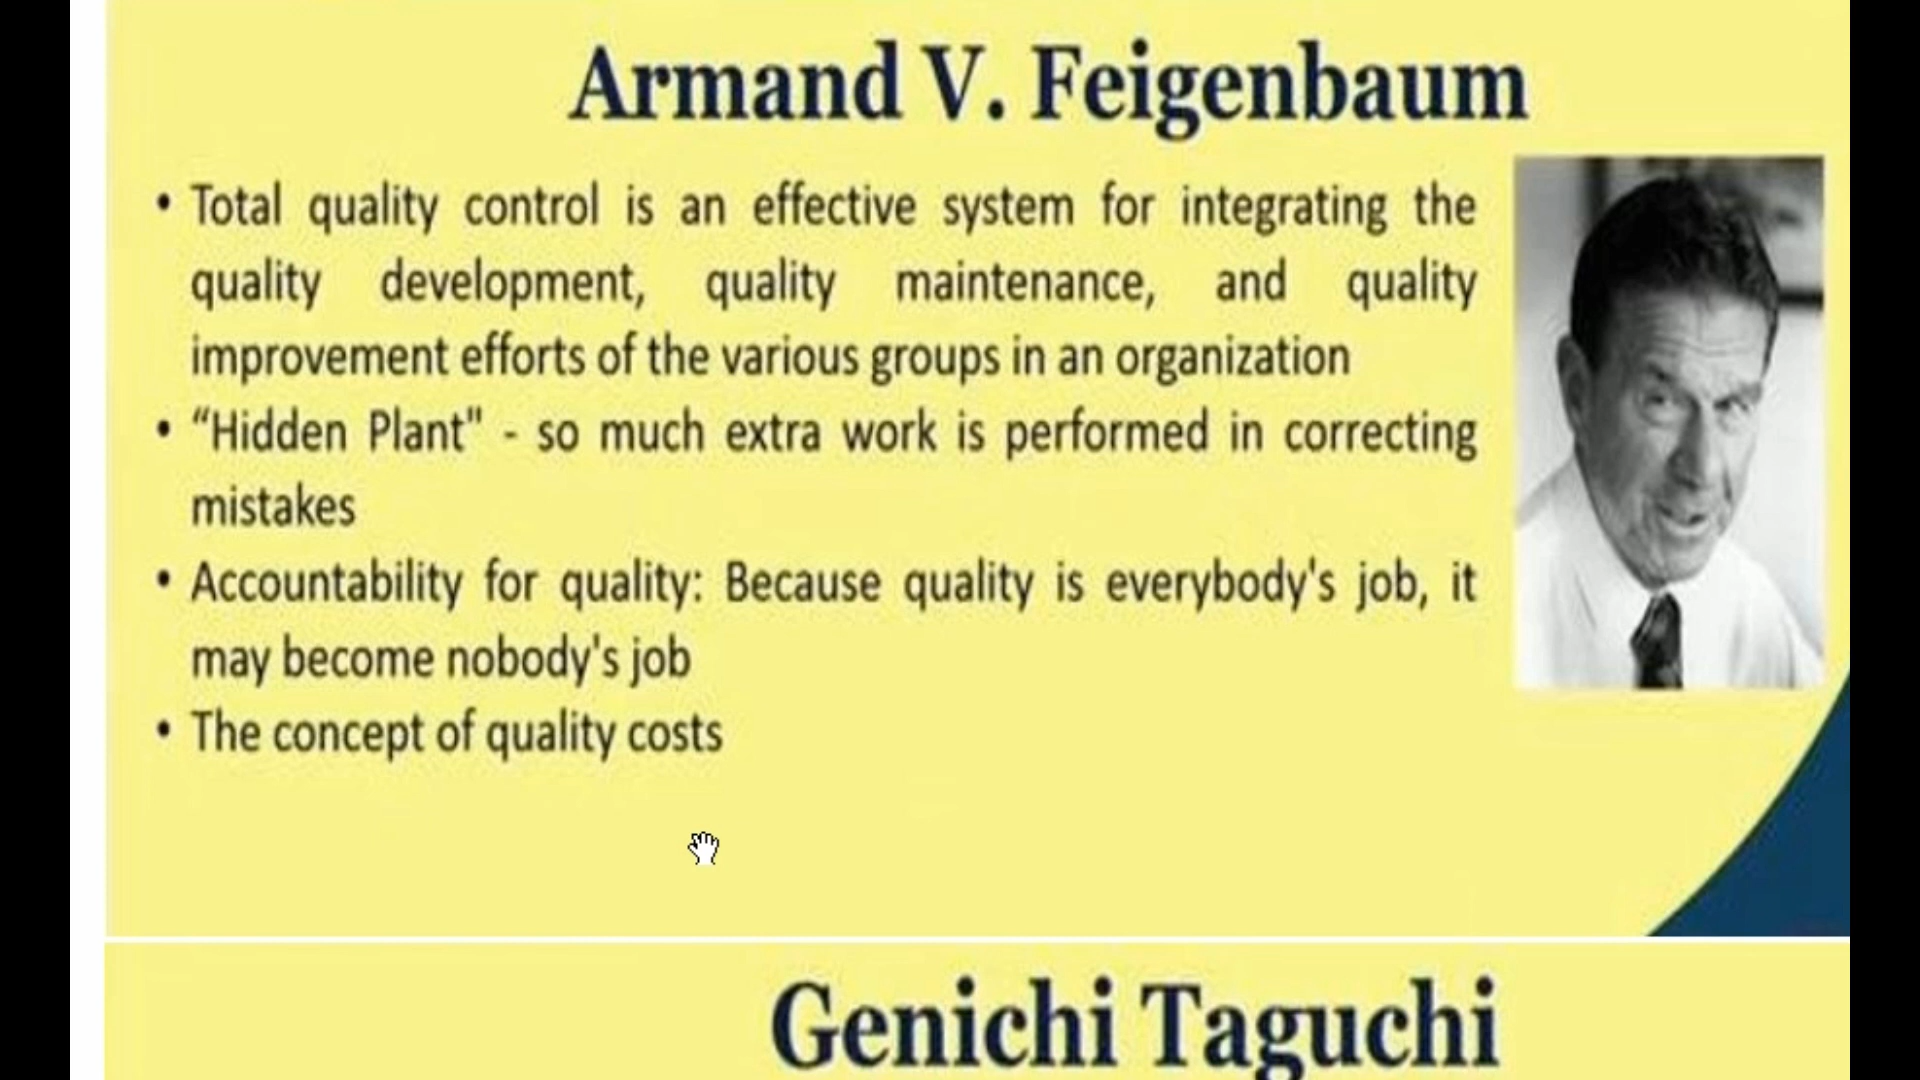 Armand V. Feigenbaum
• Total quality control is an effective system for integrating the
quality development, quality maintenance, and quality
improvement efforts of the various groups in an organization
• “Hidden Plant" - so much extra work is performed in correcting
mistakes
• Accountability for quality: Because quality is everybody's job, it
may become nobody's job
• The concept of quality costs
Genichi Taguchi